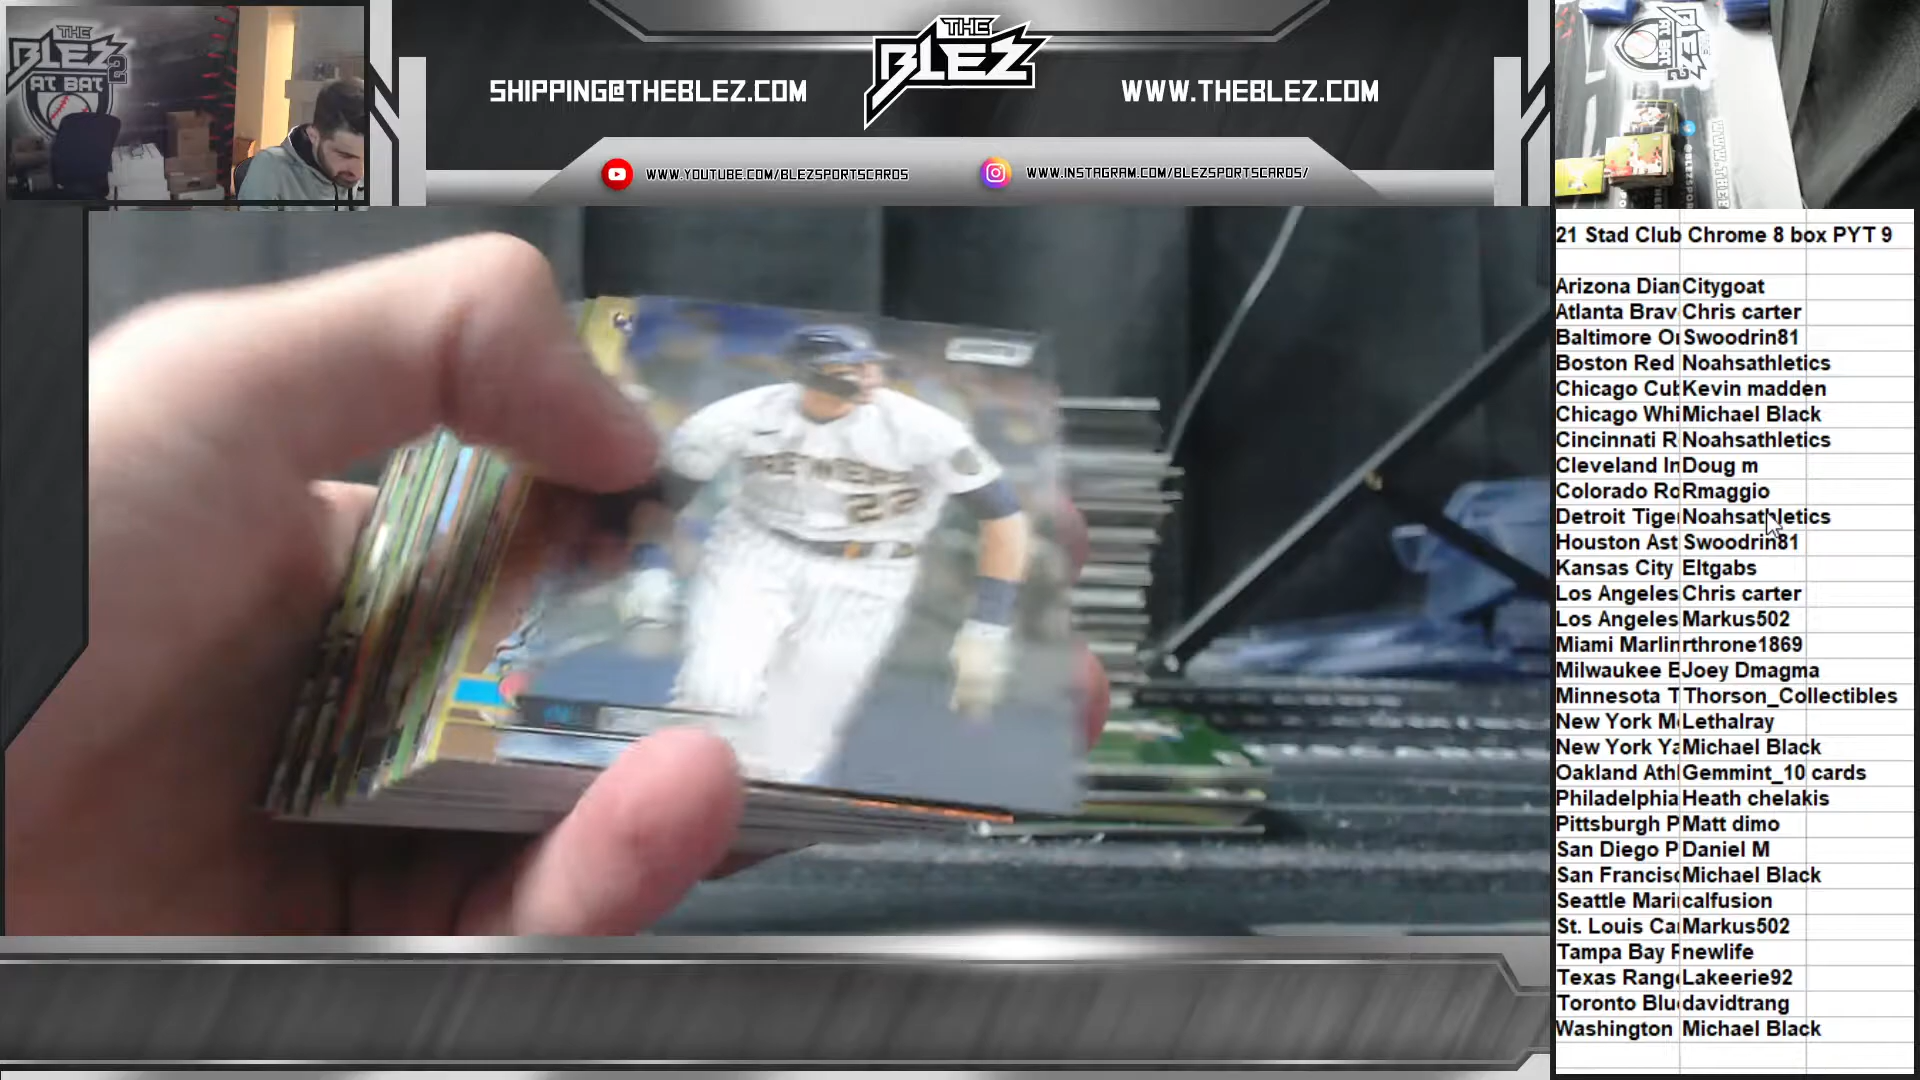 THE
BLEZ
AT BAT 2
SHIPPING@THEBLEZ.COM
THE
BLEZ
WWW.THEBLEZ.COM
WWW.YOUTUBE.COM/BLEZSPORTSCARDS
WWW.INSTAGRAM.COM/BLEZSPORTSCARDS/
BREWERS
22
21 Stad Club Chrome 8 box PYT 9
Arizona Diam Citygoat
Atlanta Brav Chris carter
Baltimore Or Swoodrin81
Boston Red Noahsathletics
Chicago Cub Kevin madden
Chicago Whi Michael Black
Cincinnati R Noahsathletics
Cleveland In Doug m
Colorado Ro Rmaggio
Detroit Tige Noahsathletics
Houston Ast Swoodrin81
Kansas City Eltgabs
Los Angeles Chris carter
Los Angeles Markus502
Miami Marlin rthrone1869
Milwaukee B Joey Dmagma
Minnesota T Thorson_Collectibles
New York M Lethalray
New York Ya Michael Black
Oakland Athl Gemmint_10 cards
Philadelphia Heath chelakis
Pittsburgh P Matt dimo
San Diego P Daniel M
San Francisc Michael Black
Seattle Mari calfusion
St. Louis Ca Markus502
Tampa Bay R newlife
Texas Range Lakeerie92
Toronto Blu davidtrang
Washington Michael Black